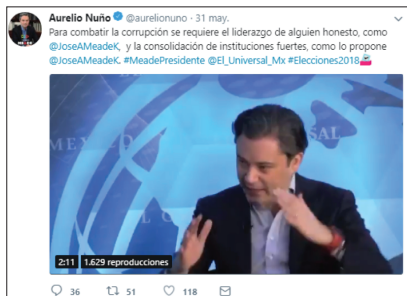 Aurelio Nuño @aurelionuno · 31 may.
Para combatir la corrupción se requiere el liderazgo de alguien honesto, como
@JoseAMeadeK, y la consolidación de instituciones fuertes, como lo propone
@JoseAMeadeK. #MeadePresidente @El_Universal_Mx #Elecciones2018
2:11 1.629 reproducciones
36 51 118